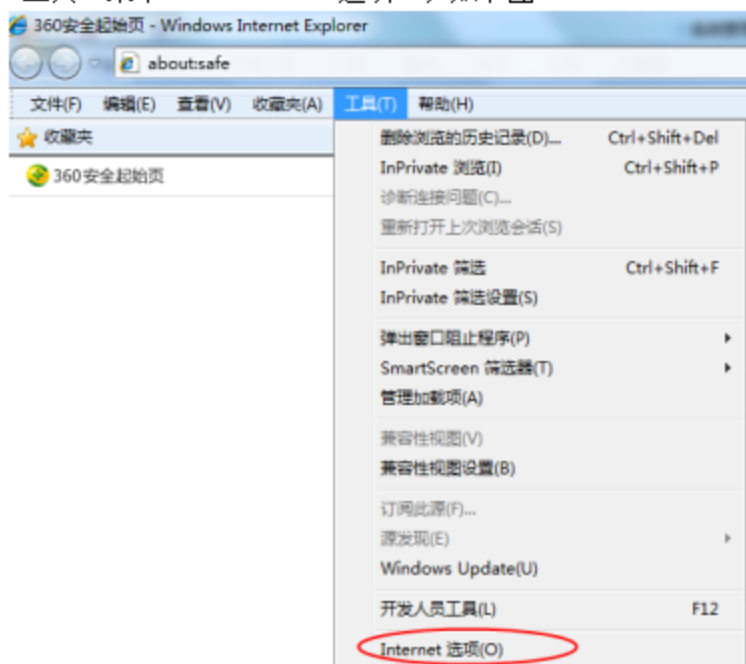 360安全起始页 - Windows Internet Explorer
about:safe
文件(F) 编辑(E) 查看(V) 收藏夹(A) 工具(T) 帮助(H)
收藏夹
360安全起始页
删除浏览的历史记录(D)... Ctrl+Shift+Del
InPrivate 浏览(I) Ctrl+Shift+P
诊断连接问题(C)...
重新打开上次浏览会话(S)
InPrivate 筛选 Ctrl+Shift+F
InPrivate 筛选设置(S)
弹出窗口阻止程序(P)
SmartScreen 筛选器(T)
管理加载项(A)
兼容性视图(V)
兼容性视图设置(B)
订阅此源(F)...
源发现(E)
Windows Update(U)
开发人员工具(L) F12
Internet 选项(O)